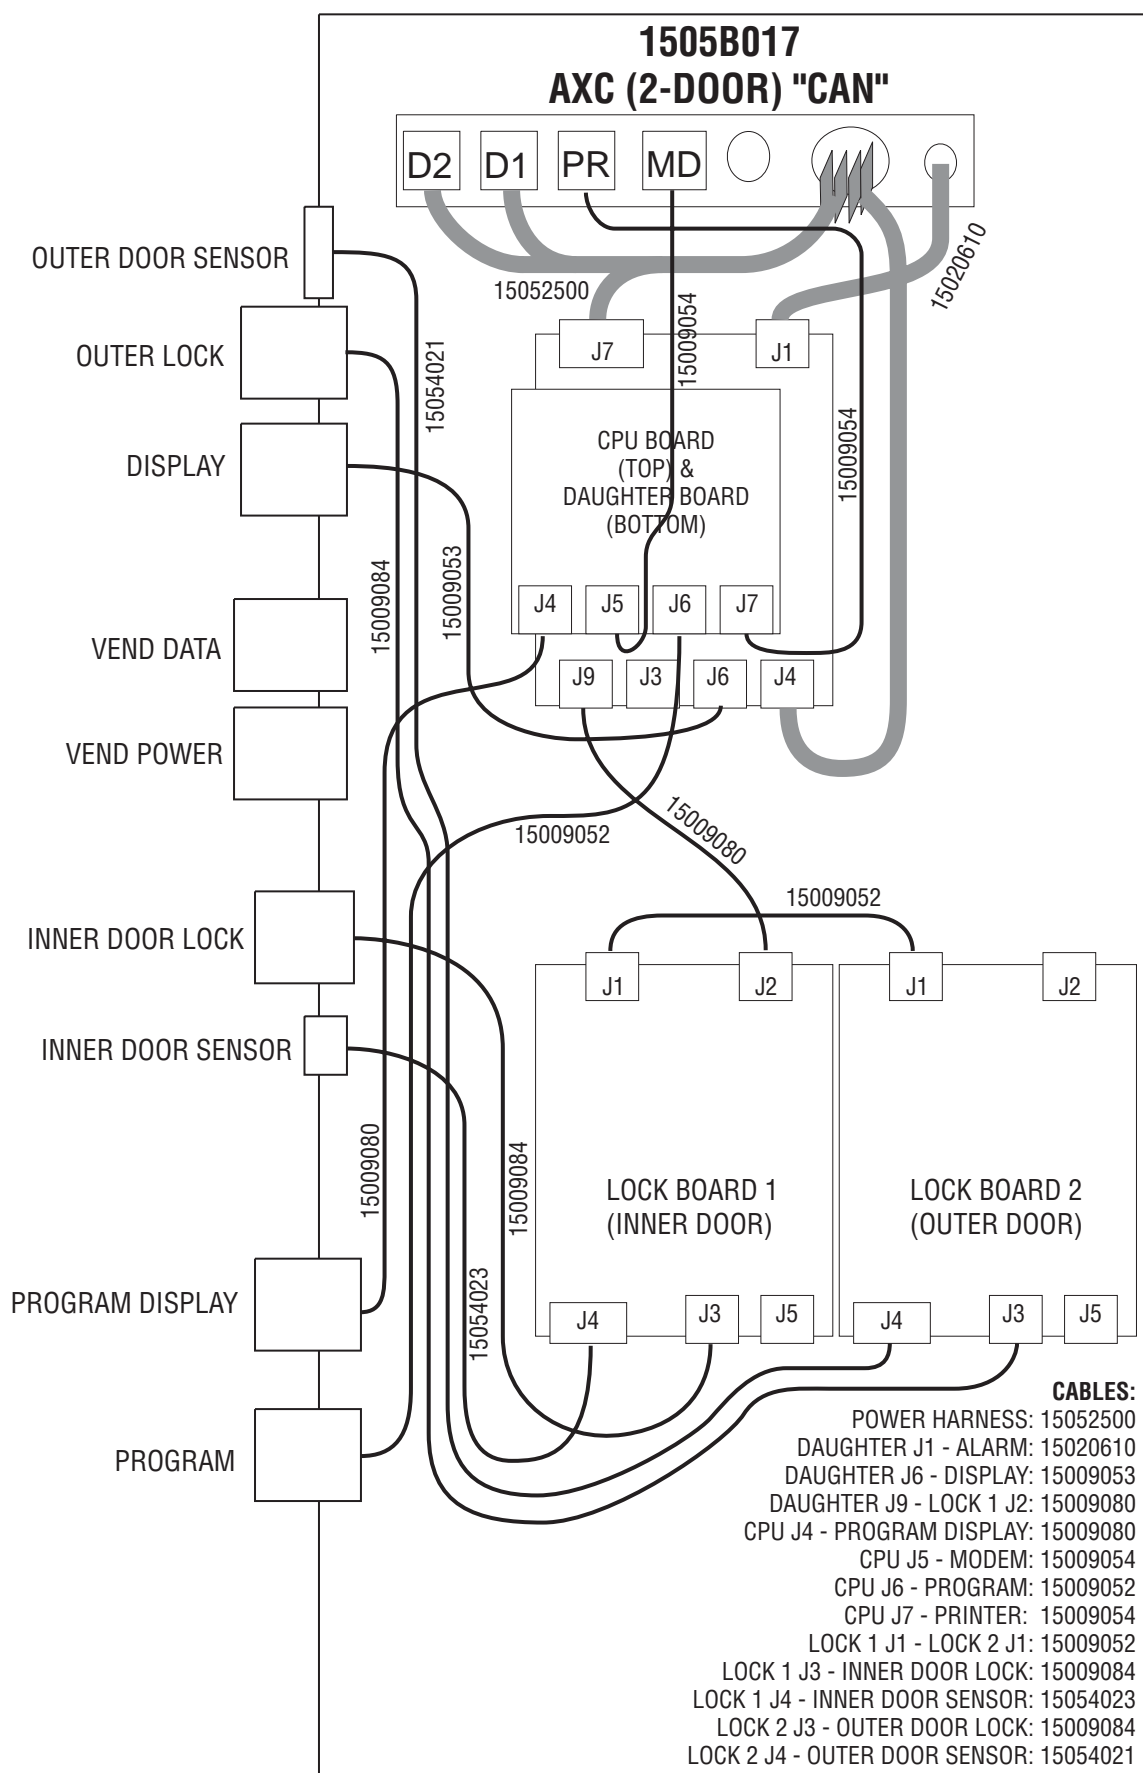 1505B017
AXC (2-DOOR) "CAN"
D2
D1
PR
MD
OUTER DOOR SENSOR
15052500
15020610
OUTER LOCK
15054021
J7
15009054
J1
DISPLAY
CPU BOARD
(TOP) &
DAUGHTER BOARD
(BOTTOM)
15009054
15009084
15009053
J4
J5
J6
J7
VEND DATA
J9
J3
J6
J4
VEND POWER
15009052
15009080
15009052
INNER DOOR LOCK
J1
J2
J1
J2
INNER DOOR SENSOR
15009080
15009084
LOCK BOARD 1
(INNER DOOR)
LOCK BOARD 2
(OUTER DOOR)
PROGRAM DISPLAY
15054023
J4
J3
J5
J4
J3
J5
PROGRAM
CABLES:
POWER HARNESS: 15052500
DAUGHTER J1 - ALARM: 15020610
DAUGHTER J6 - DISPLAY: 15009053
DAUGHTER J9 - LOCK 1 J2: 15009080
CPU J4 - PROGRAM DISPLAY: 15009080
CPU J5 - MODEM: 15009054
CPU J6 - PROGRAM: 15009052
CPU J7 - PRINTER: 15009054
LOCK 1 J1 - LOCK 2 J1: 15009052
LOCK 1 J3 - INNER DOOR LOCK: 15009084
LOCK 1 J4 - INNER DOOR SENSOR: 15054023
LOCK 2 J3 - OUTER DOOR LOCK: 15009084
LOCK 2 J4 - OUTER DOOR SENSOR: 15054021